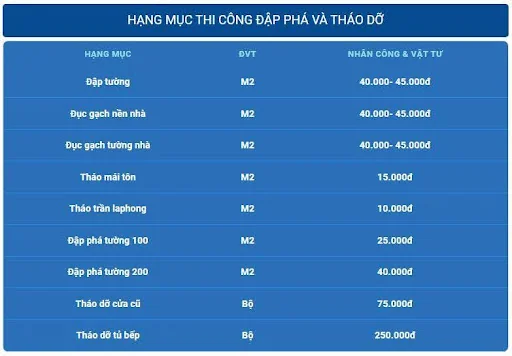 HẠNG MỤC THI CÔNG ĐẬP PHÁ VÀ THÁO DỠ
HẠNG MỤC ĐVT NHÂN CÔNG & VẬT TƯ
Đập tường M2 40.000- 45.000đ
Đục gạch nền nhà M2 40.000- 45.000đ
Đục gạch tường nhà M2 40.000- 45.000đ
Tháo mái tôn M2 15.000đ
Tháo trần laphong M2 10.000đ
Đập phá tường 100 M2 25.000đ
Đập phá tường 200 M2 40.000đ
Tháo dỡ cửa cũ Bộ 75.000đ
Tháo dỡ tủ bếp Bộ 250.000đ